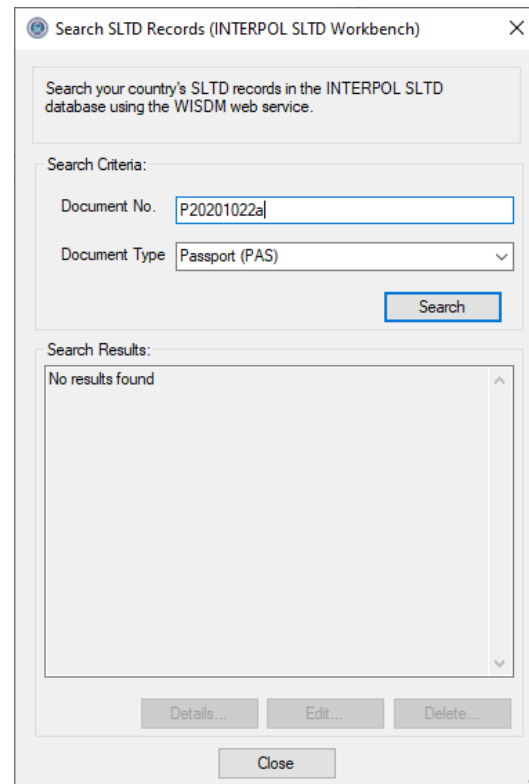 Search SLTD Records (INTERPOL SLTD Workbench)
Search your country's SLTD records in the INTERPOL SLTD
database using the WISDM web service.
Search Criteria:
Document No. P20201022a
Document Type Passport (PAS)
Search
Search Results:
No results found
Details... Edit... Delete...
Close